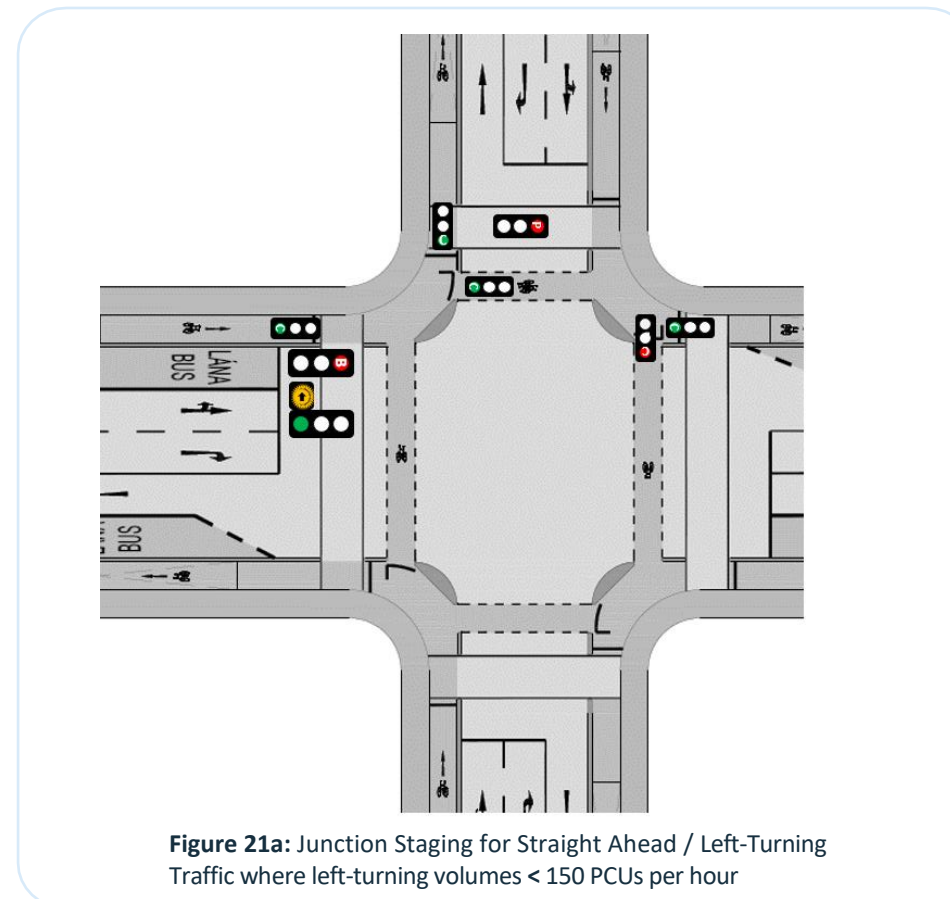 P
C
C
C
C
C
LÁNA
BUS
B
BUS
Figure 21a: Junction Staging for Straight Ahead / Left-Turning
Traffic where left-turning volumes < 150 PCUs per hour